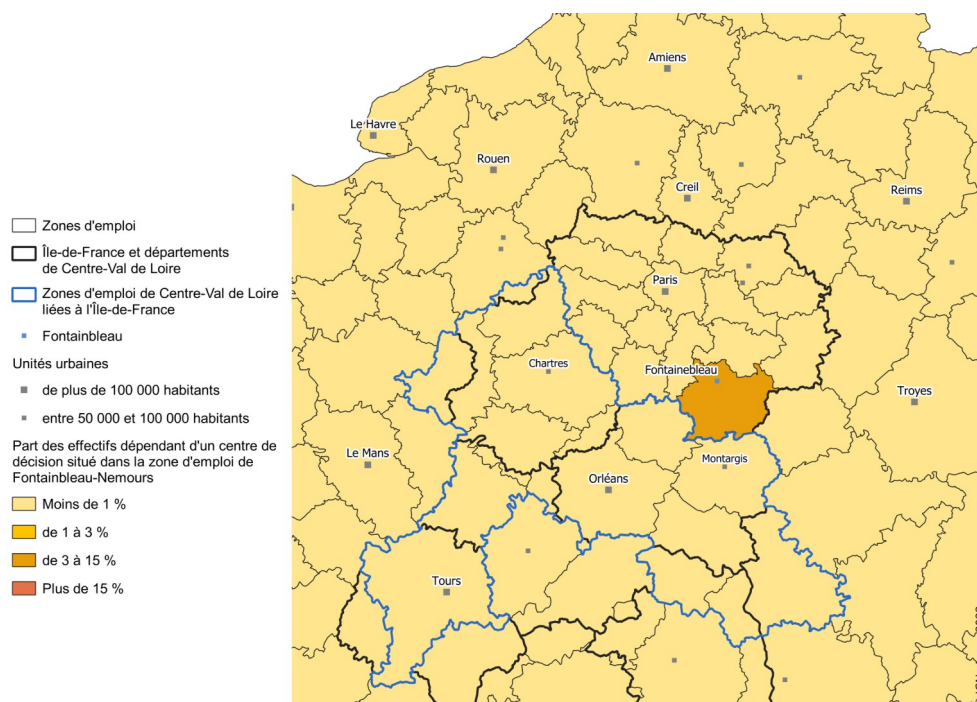 Zones d'emploi
Île-de-France et départements
de Centre-Val de Loire
Zones d'emploi de Centre-Val de Loire
liées à l'Île-de-France
Fontainbleau
Unités urbaines
de plus de 100 000 habitants
entre 50 000 et 100 000 habitants
Part des effectifs dépendant d'un centre de
décision situé dans la zone d'emploi de
Fontainbleau-Nemours
Moins de 1 %
de 1 à 3 %
de 3 à 15 %
Plus de 15 %
Amiens
Le Havre
Rouen
Creil
Reims
Paris
Chartres
Fontainebleau
Troyes
Le Mans
Montargis
Orléans
Tours